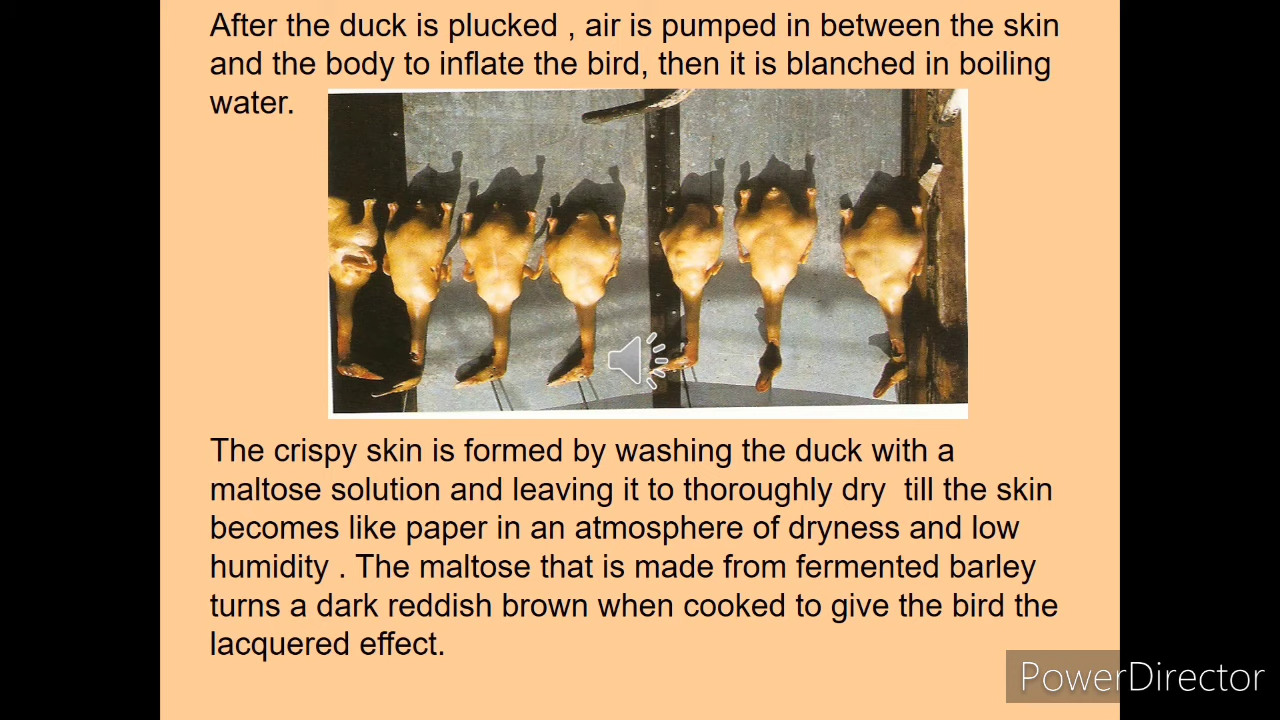 After the duck is plucked , air is pumped in between the skin
and the body to inflate the bird, then it is blanched in boiling
water.
The crispy skin is formed by washing the duck with a
maltose solution and leaving it to thoroughly dry  till the skin
becomes like paper in an atmosphere of dryness and low
humidity . The maltose that is made from fermented barley
turns a dark reddish brown when cooked to give the bird the
lacquered effect.
PowerDirector